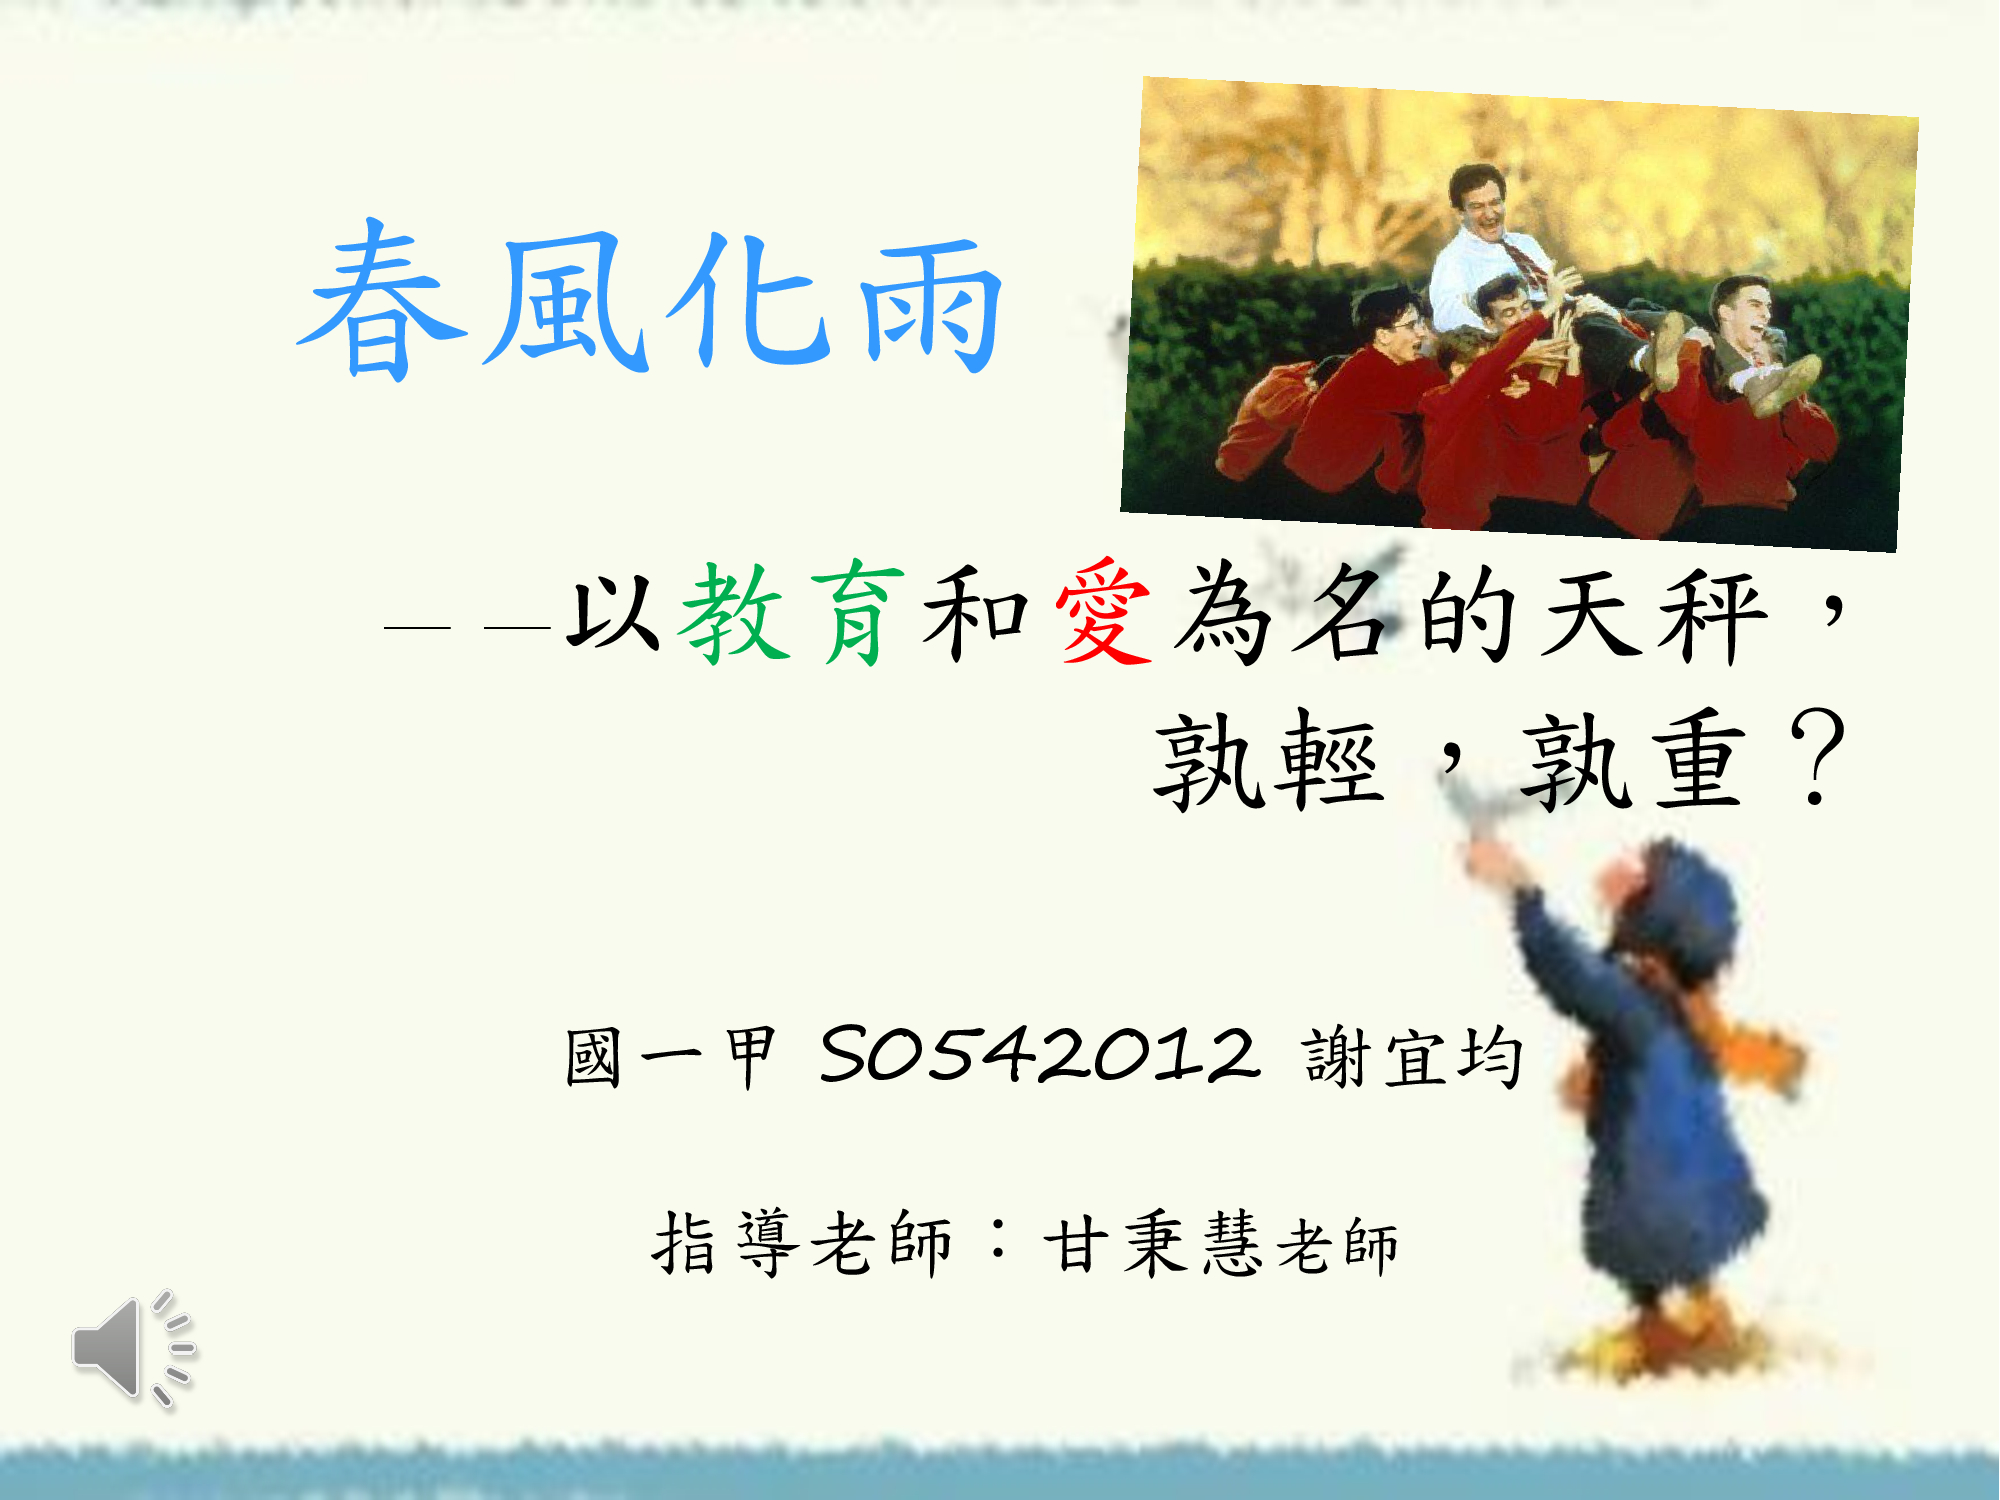 春風化雨
— —以教育和愛為名的天秤，
孰輕，孰重？
國一甲 S0542012 謝宜均
指導老師：甘秉慧老師